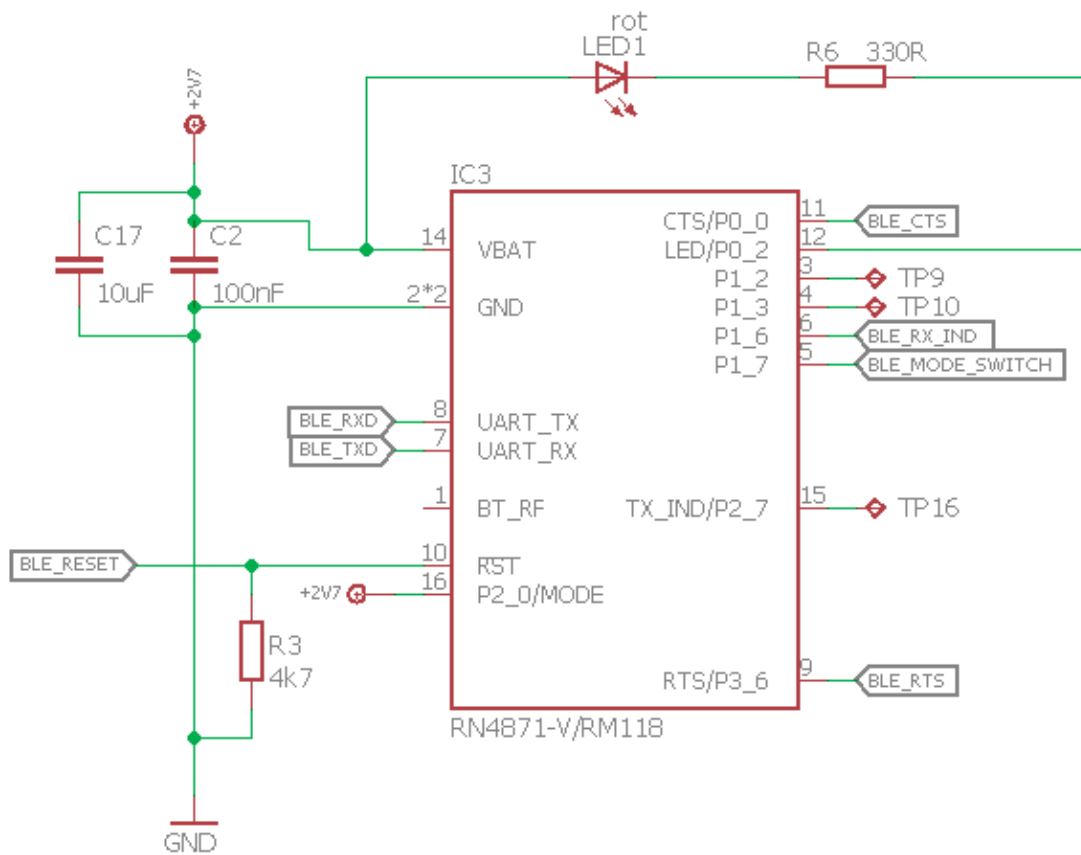 rot
LED1
R6 330R
+2V7
IC3
C17
10uF
C2
100nF
14 VBAT
2*2 GND
8 UART_TX
7 UART_RX
1 BT_RF
10 RST
16 P2_0/MODE
CTS/P0_0 11
LED/P0_2 12
P1_2 3
P1_3 4
P1_6 6
P1_7 5
TX_IND/P2_7 15
RTS/P3_6 9
BLE_CTS
TP9
TP10
BLE_RX_IND
BLE_MODE_SWITCH
BLE_RXD
BLE_TXD
TP16
BLE_RESET
+2V7
R3
4k7
BLE_RTS
RN4871-V/RM118
GND